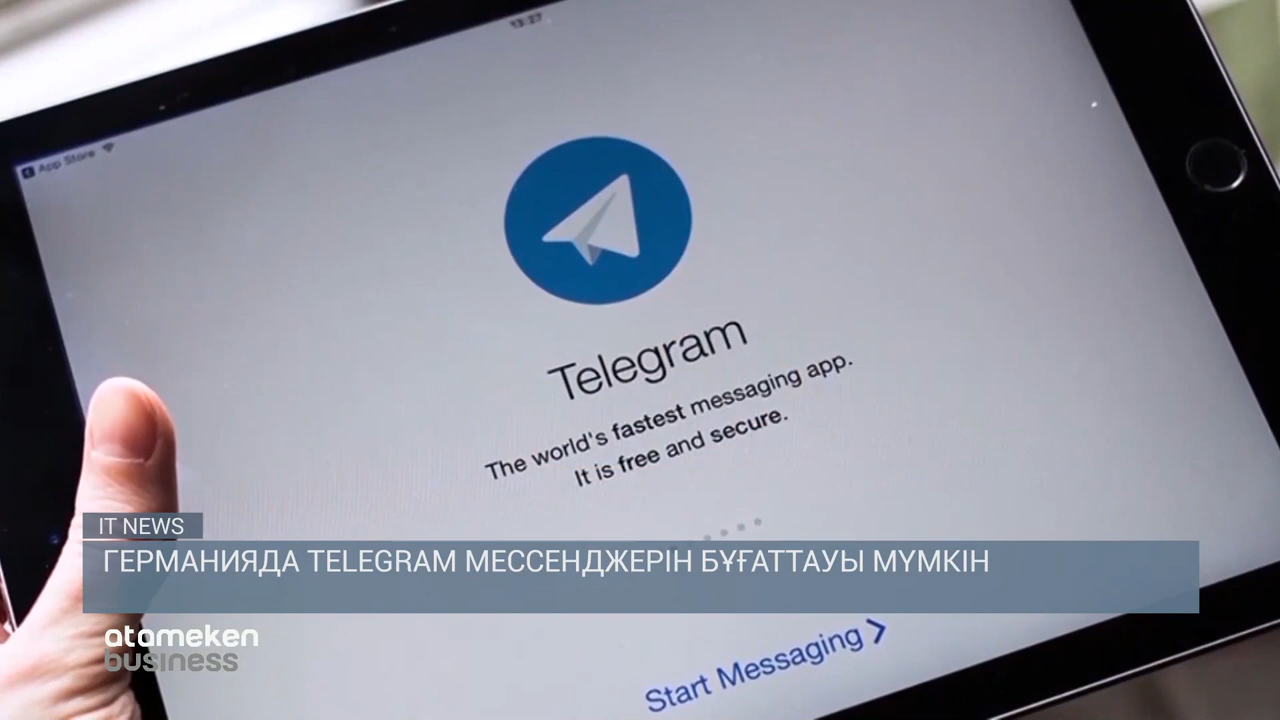 13:27
App Store
Telegram
The world's fastest messaging app.
It is free and secure.
IT NEWS
ГЕРМАНИЯДА TELEGRAM МЕССЕНДЖЕРІН БҰҒАТТАУЫ МҮМКІН
atameken
business
Start Messaging